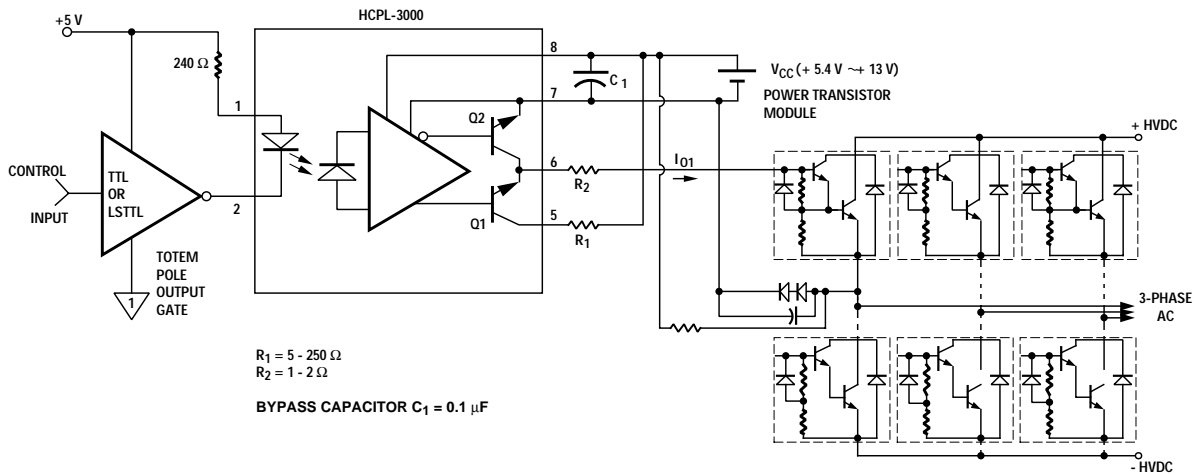 HCPL-3000
+5 V
240 Ω
1
2
CONTROL
INPUT
TTL
OR
LSTTL
1
TOTEM
POLE
OUTPUT
GATE
Q2
Q1
8
7
6
5
C1
R2
R1
IO1
VCC (+ 5.4 V ~+ 13 V)
POWER TRANSISTOR
MODULE
+ HVDC
3-PHASE
AC
- HVDC
R1 = 5 - 250 Ω
R2 = 1 - 2 Ω
BYPASS CAPACITOR C1 = 0.1 µF